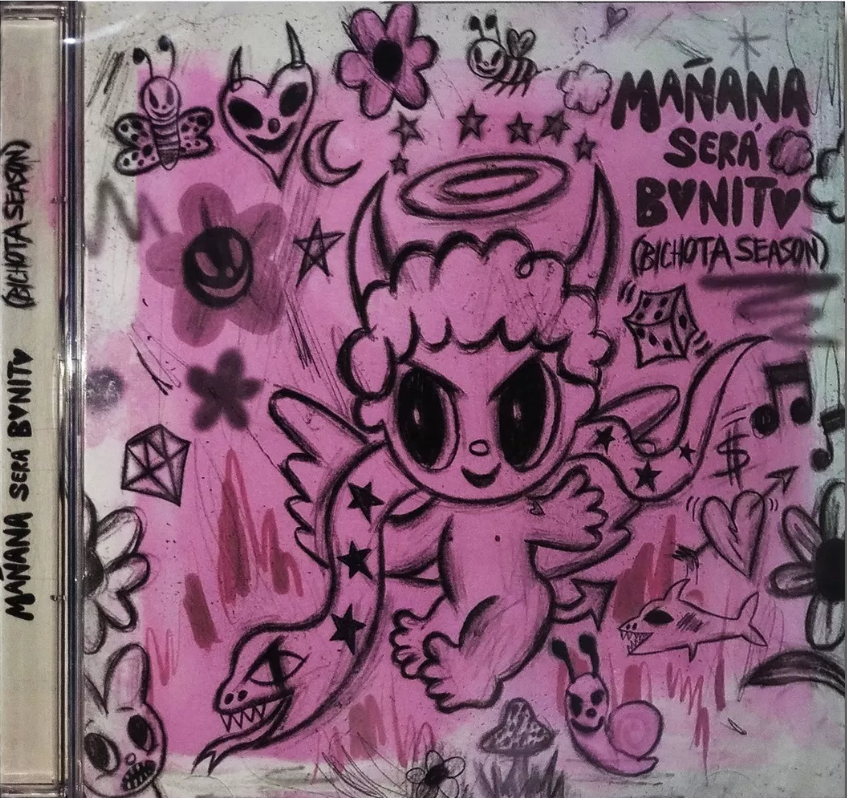 MAÑANA SERÁ BONITO (BICHOTA SEASON)
MAÑANA
SERÁ
BONITO
(BICHOTA SEASON)
$